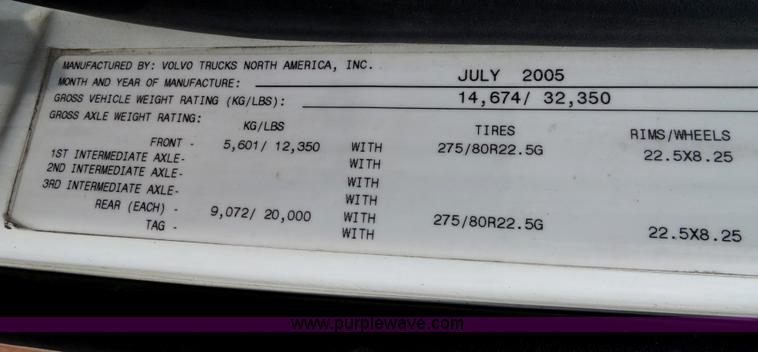 MANUFACTURED BY: VOLVO TRUCKS NORTH AMERICA, INC.
MONTH AND YEAR OF MANUFACTURE: JULY 2005
GROSS VEHICLE WEIGHT RATING (KG/LBS): 14,674/ 32,350
GROSS AXLE WEIGHT RATING:
KG/LBS TIRES RIMS/WHEELS
FRONT - 5,601/ 12,350 WITH 275/80R22.5G 22.5X8.25
1ST INTERMEDIATE AXLE- WITH
2ND INTERMEDIATE AXLE- WITH
3RD INTERMEDIATE AXLE- WITH
REAR (EACH) - 9,072/ 20,000 WITH 275/80R22.5G 22.5X8.25
TAG - WITH
www.purplewave.com